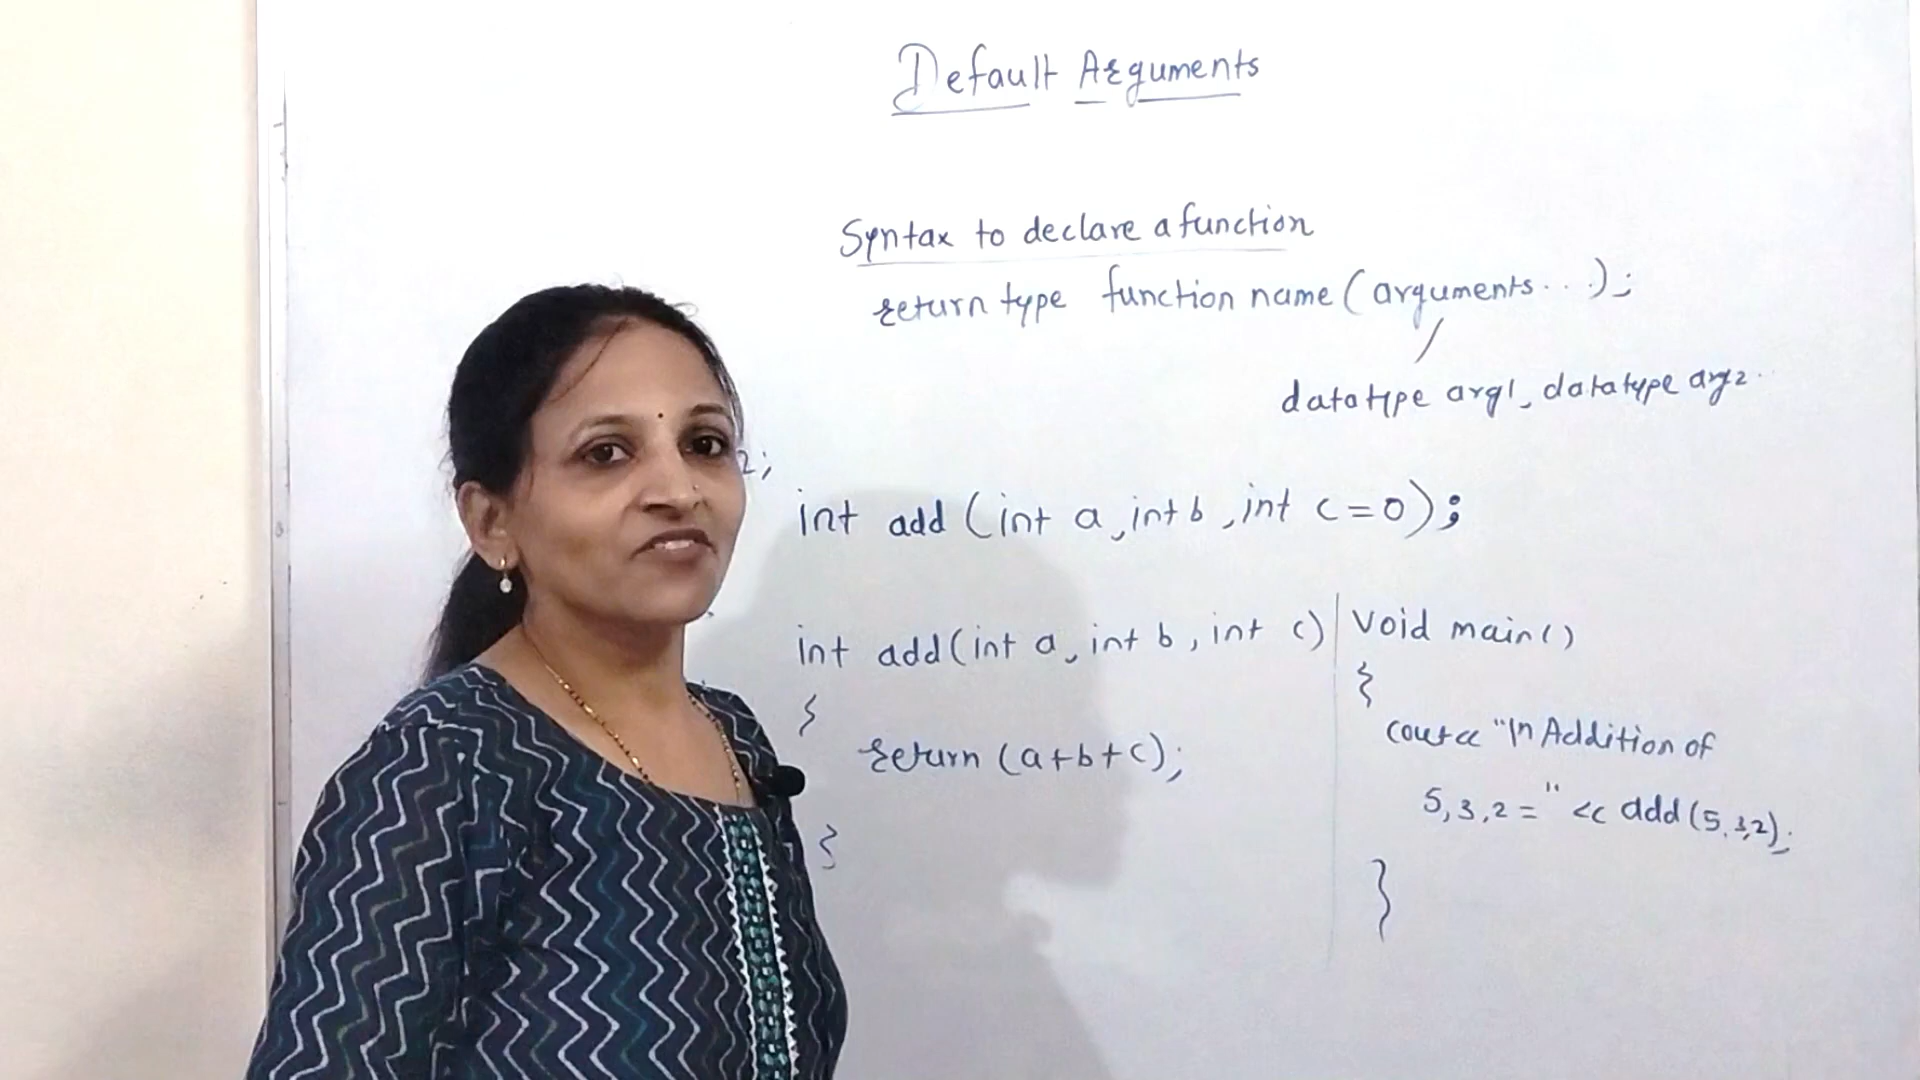 Default Arguments
Syntax to declare a function
return type function name (arguments...);
datatype arg1, datatype arg2..
2;
int add (int a, int b, int c=0);
int add(int a, int b, int c)
{
return (a+b+c);
}
void main()
{
cout<< "\n Addition of
5,3,2 = " << add(5,3,2);
}